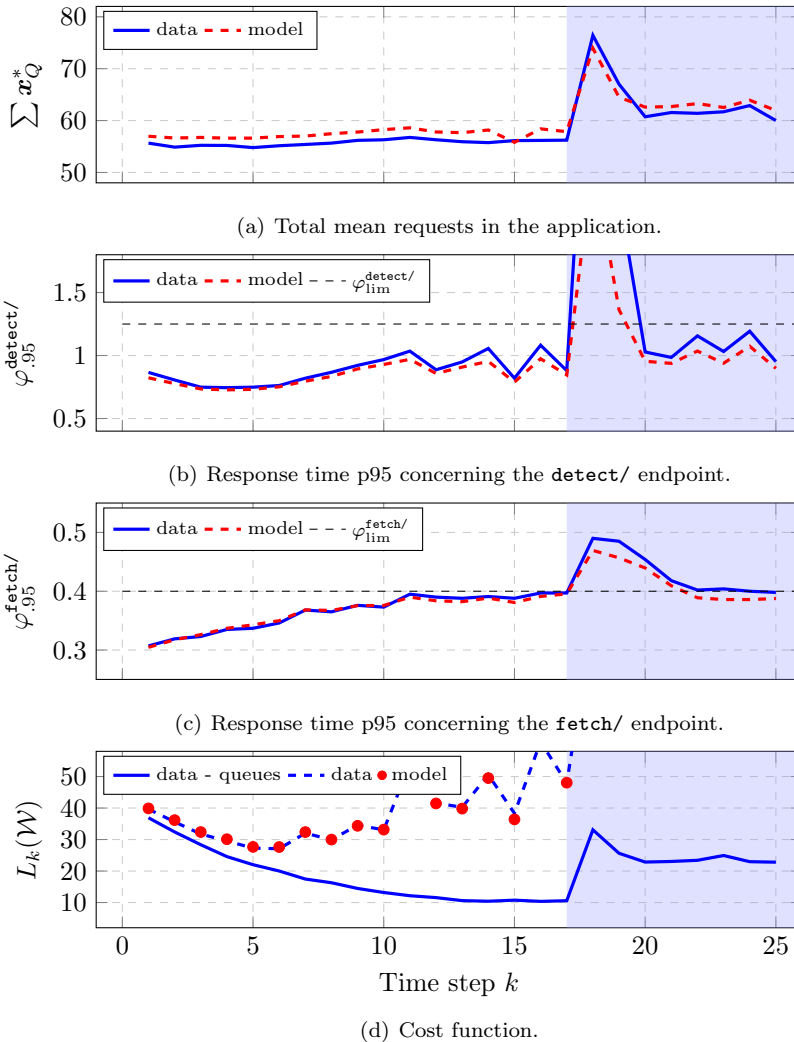 80
70
60
50
∑ x*_Q
data model
(a) Total mean requests in the application.
1.5
1
0.5
φ^detect/_.95
data model φ^detect/_lim
(b) Response time p95 concerning the detect/ endpoint.
0.5
0.4
0.3
φ^fetch/_.95
data model φ^fetch/_lim
(c) Response time p95 concerning the fetch/ endpoint.
50
40
30
20
10
L_k(𝒲)
data - queues data model
0 5 10 15 20 25
Time step k
(d) Cost function.